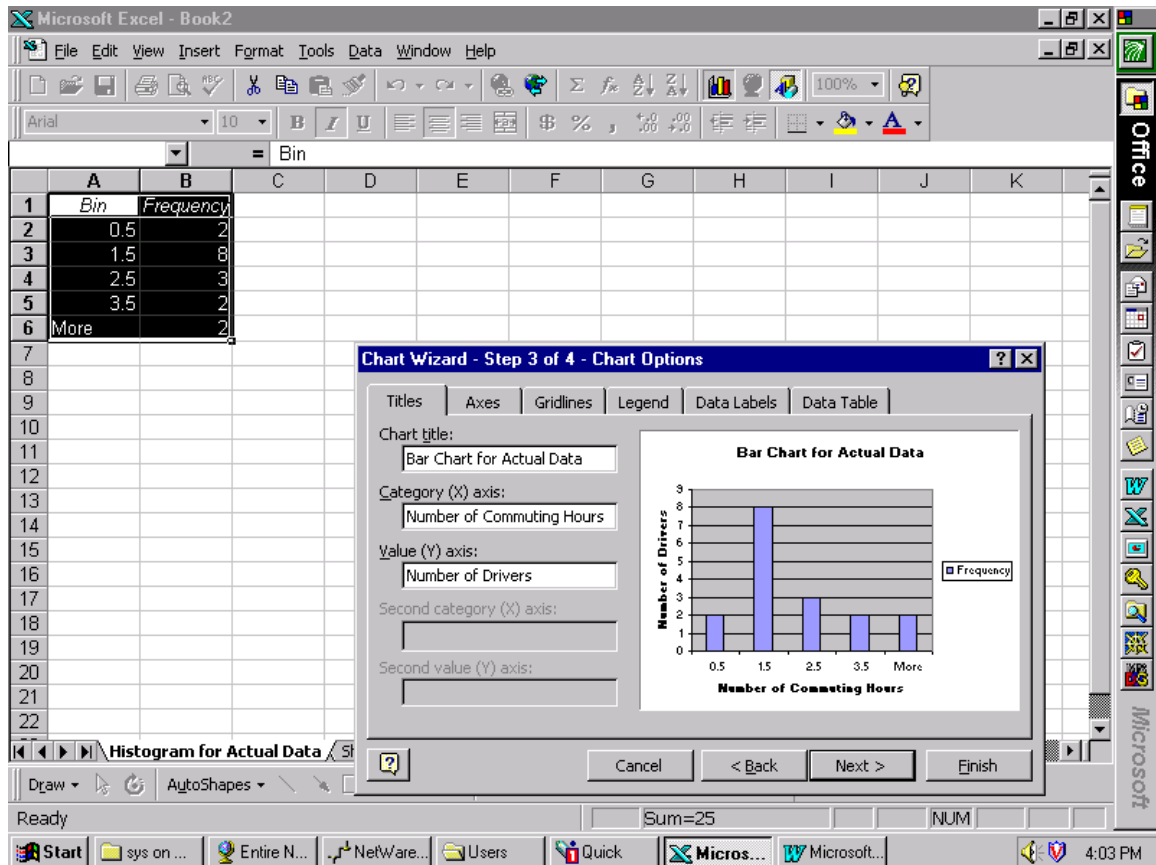 Microsoft Excel - Book2
File Edit View Insert Format Tools Data Window Help
100%
Arial 10 B I U $ % ,
= Bin
A B C D E F G H I J K
1 Bin Frequency
2 0.5 2
3 1.5 8
4 2.5 3
5 3.5 2
6 More 2
7
8
9
10
11
12
13
14
15
16
17
18
19
20
21
22
Chart Wizard - Step 3 of 4 - Chart Options
Titles Axes Gridlines Legend Data Labels Data Table
Chart title:
Bar Chart for Actual Data
Category (X) axis:
Number of Commuting Hours
Value (Y) axis:
Number of Drivers
Second category (X) axis:
Second value (Y) axis:
Bar Chart for Actual Data
Number of Drivers
9
8
7
6
5
4
3
2
1
0
0.5 1.5 2.5 3.5 More
Number of Commuting Hours
Frequency
Cancel < Back Next > Finish
Histogram for Actual Data
Draw AutoShapes
Ready Sum=25 NUM
Start sys on ... Entire N... NetWare... Users Quick Micros... Microsoft... 4:03 PM
Office
Microsoft